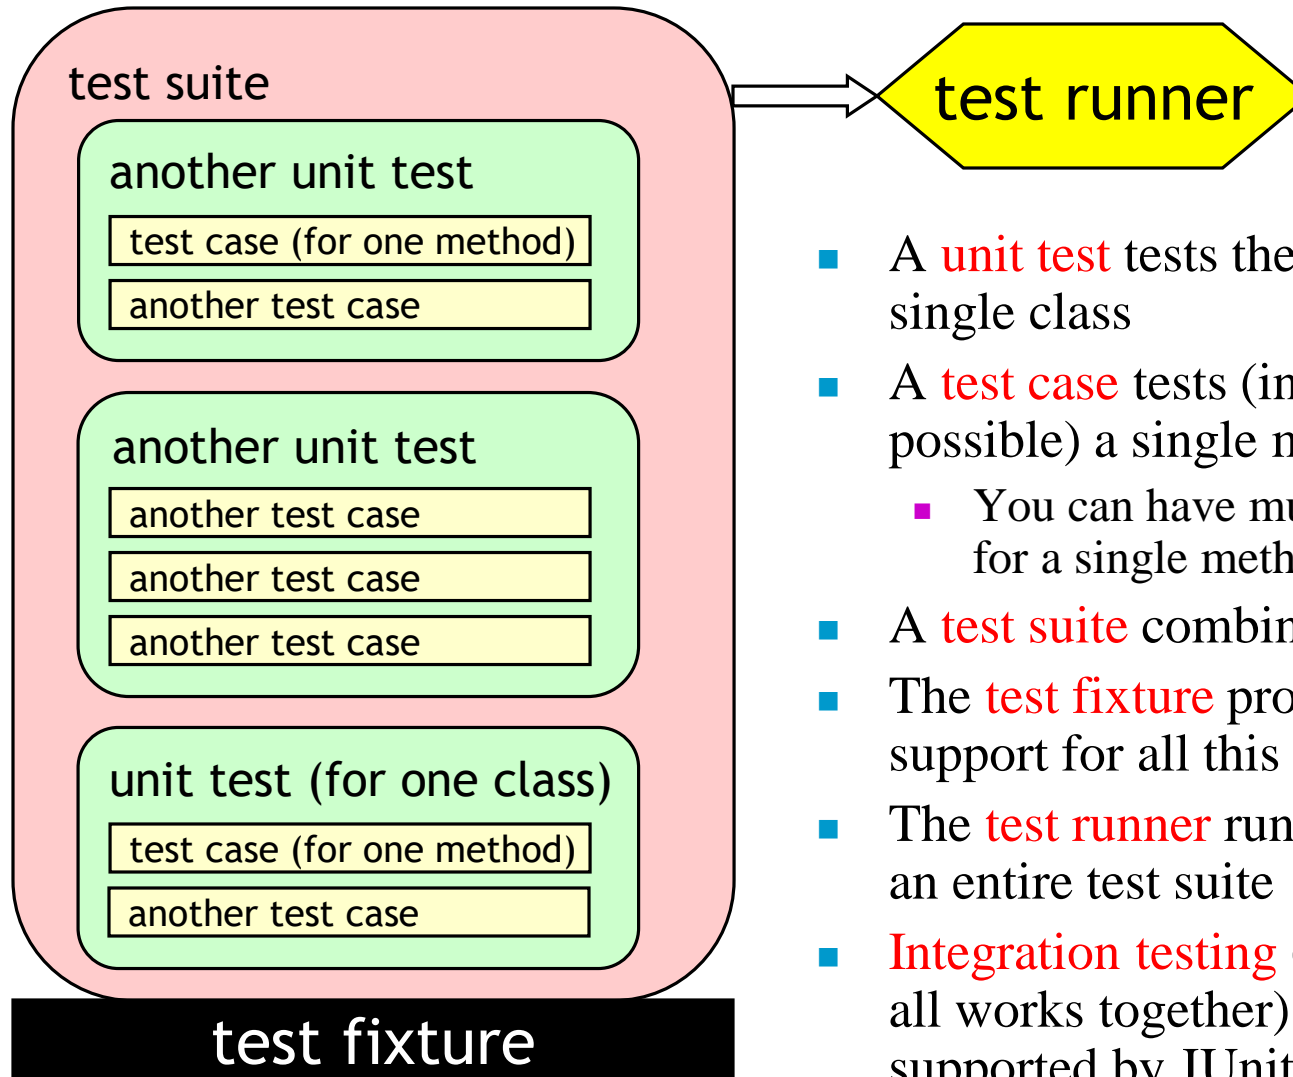 test suite
another unit test
test case (for one method)
another test case
another unit test
another test case
another test case
another test case
unit test (for one class)
test case (for one method)
another test case
test fixture
test runner
A unit test tests the
single class
A test case tests (in
possible) a single
You can have
for a single
A test suite
The test fixture
support for all this
The test runner
an entire test suite
Integration testing
all works together)
supported by JUnit